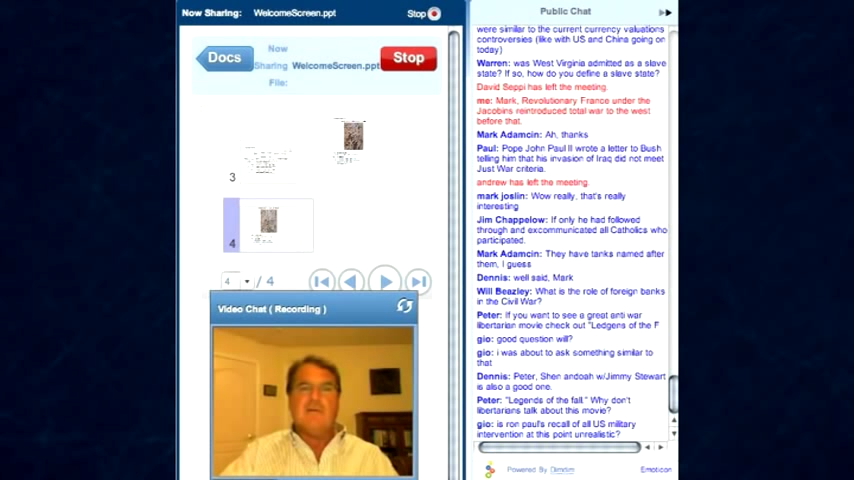 Now Sharing: WelcomeScreen.ppt Stop
Docs
Now
Sharing WelcomeScreen.ppt
File:
Stop
3
4
4 / 4
Video Chat ( Recording )
Public Chat
were similar to the current currency valuations
controversies (like with US and China going on
today)
Warren: was West Virginia admitted as a slave
state? If so, how do you define a slave state?
David Seppi has left the meeting.
me: Mark, Revolutionary France under the
Jacobins reintroduced total war to the west
before that.
Mark Adamcin: Ah, thanks
Paul: Pope John Paul II wrote a letter to Bush
telling him that his invasion of Iraq did not meet
Just War criteria.
andrew has left the meeting.
mark joslin: Wow really, that's really
interesting
Jim Chappelow: If only he had followed
through and excommunicated all Catholics who
participated.
Mark Adamcin: They have tanks named after
them, I guess
Dennis: well said, Mark
Will Beazley: What is the role of foreign banks
in the Civil War?
Peter: If you want to see a great anti war
libertarian movie check out "Ledgens of the F
gio: good question will?
gio: i was about to ask something similar to
that
Dennis: Peter, Shen andoah w/Jimmy Stewart
is also a good one.
Peter: "Legends of the fall." Why don't
libertarians talk about this movie?
gio: is ron paul's recall of all US military
intervention at this point unrealistic?
Powered By Dimdim Emoticon